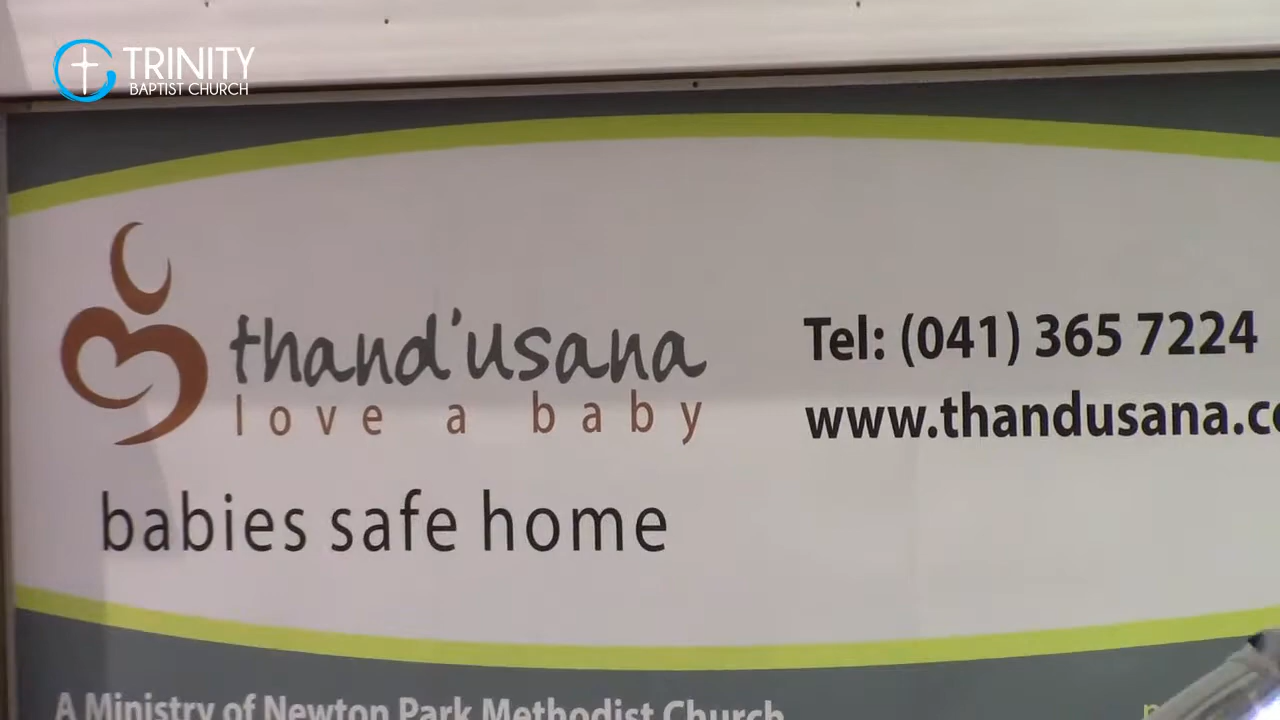 TRINITY
BAPTIST CHURCH
thand'usana
love a baby
babies safe home
Tel: (041) 365 7224
www.thandusana.c
A Ministry of Newton Park Methodist Church